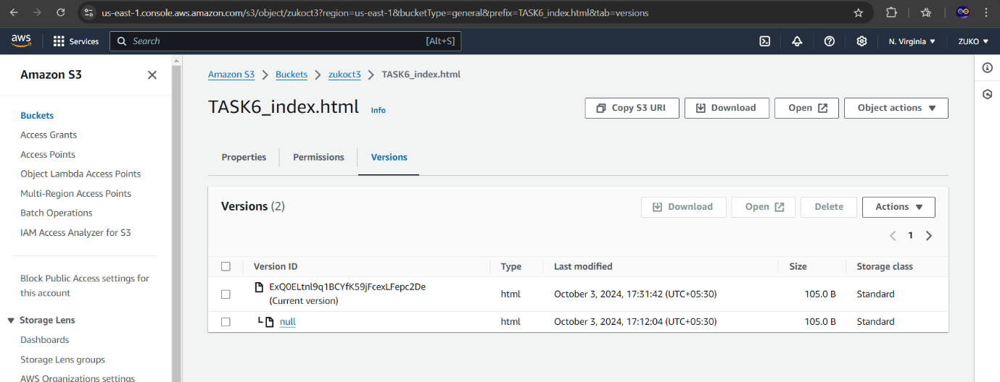 us-east-1.console.aws.amazon.com/s3/object/zukoct3?region=us-east-1&bucketType=general&prefix=TASK6_index.html&tab=versions
aws Services Search [Alt+S] N. Virginia ZUKO
Amazon S3
Buckets
Access Grants
Access Points
Object Lambda Access Points
Multi-Region Access Points
Batch Operations
IAM Access Analyzer for S3
Block Public Access settings for
this account
Storage Lens
Dashboards
Storage Lens groups
AWS Organizations settings
Amazon S3 Buckets zukoct3 TASK6_index.html
TASK6_index.html Info Copy S3 URI Download Open Object actions
Properties Permissions Versions
Versions (2) Download Open Delete Actions
1
Version ID Type Last modified Size Storage class
ExQ0ELtnl9q1BCYfK59jFcexLFepc2De
(Current version) html October 3, 2024, 17:31:42 (UTC+05:30) 105.0 B Standard
null html October 3, 2024, 17:12:04 (UTC+05:30) 105.0 B Standard